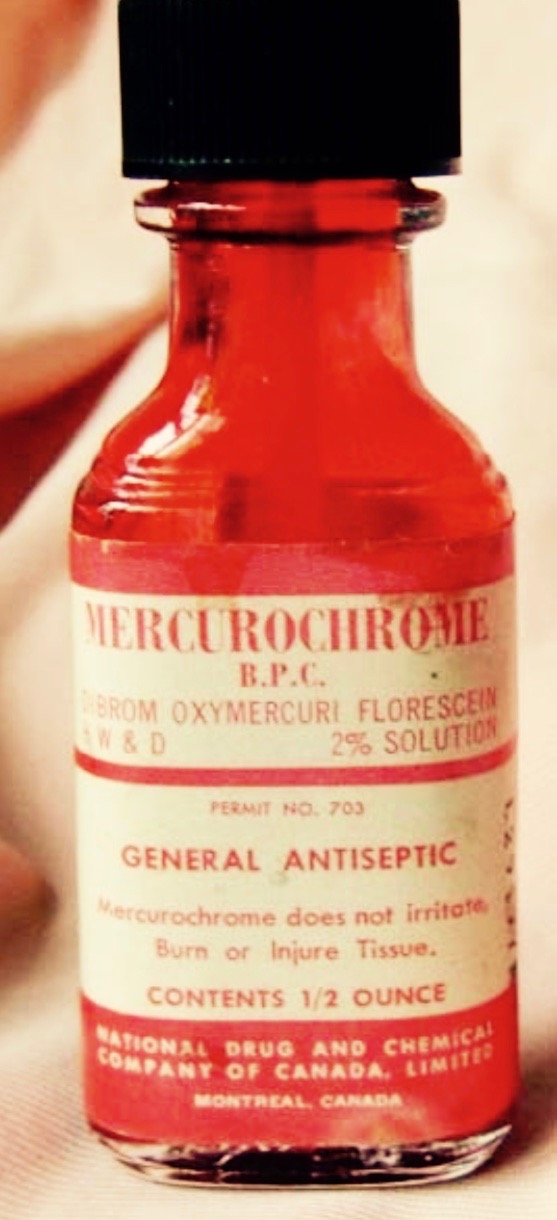 MERCUROCHROME
B.P.C.
DIBROM OXYMERCURI FLORESCEIN
W & D 2% SOLUTION
PERMIT NO. 703
GENERAL ANTISEPTIC
Mercurochrome does not irritate,
Burn or Injure Tissue.
CONTENTS 1/2 OUNCE
NATIONAL DRUG AND CHEMICAL
COMPANY OF CANADA, LIMITED
MONTREAL, CANADA